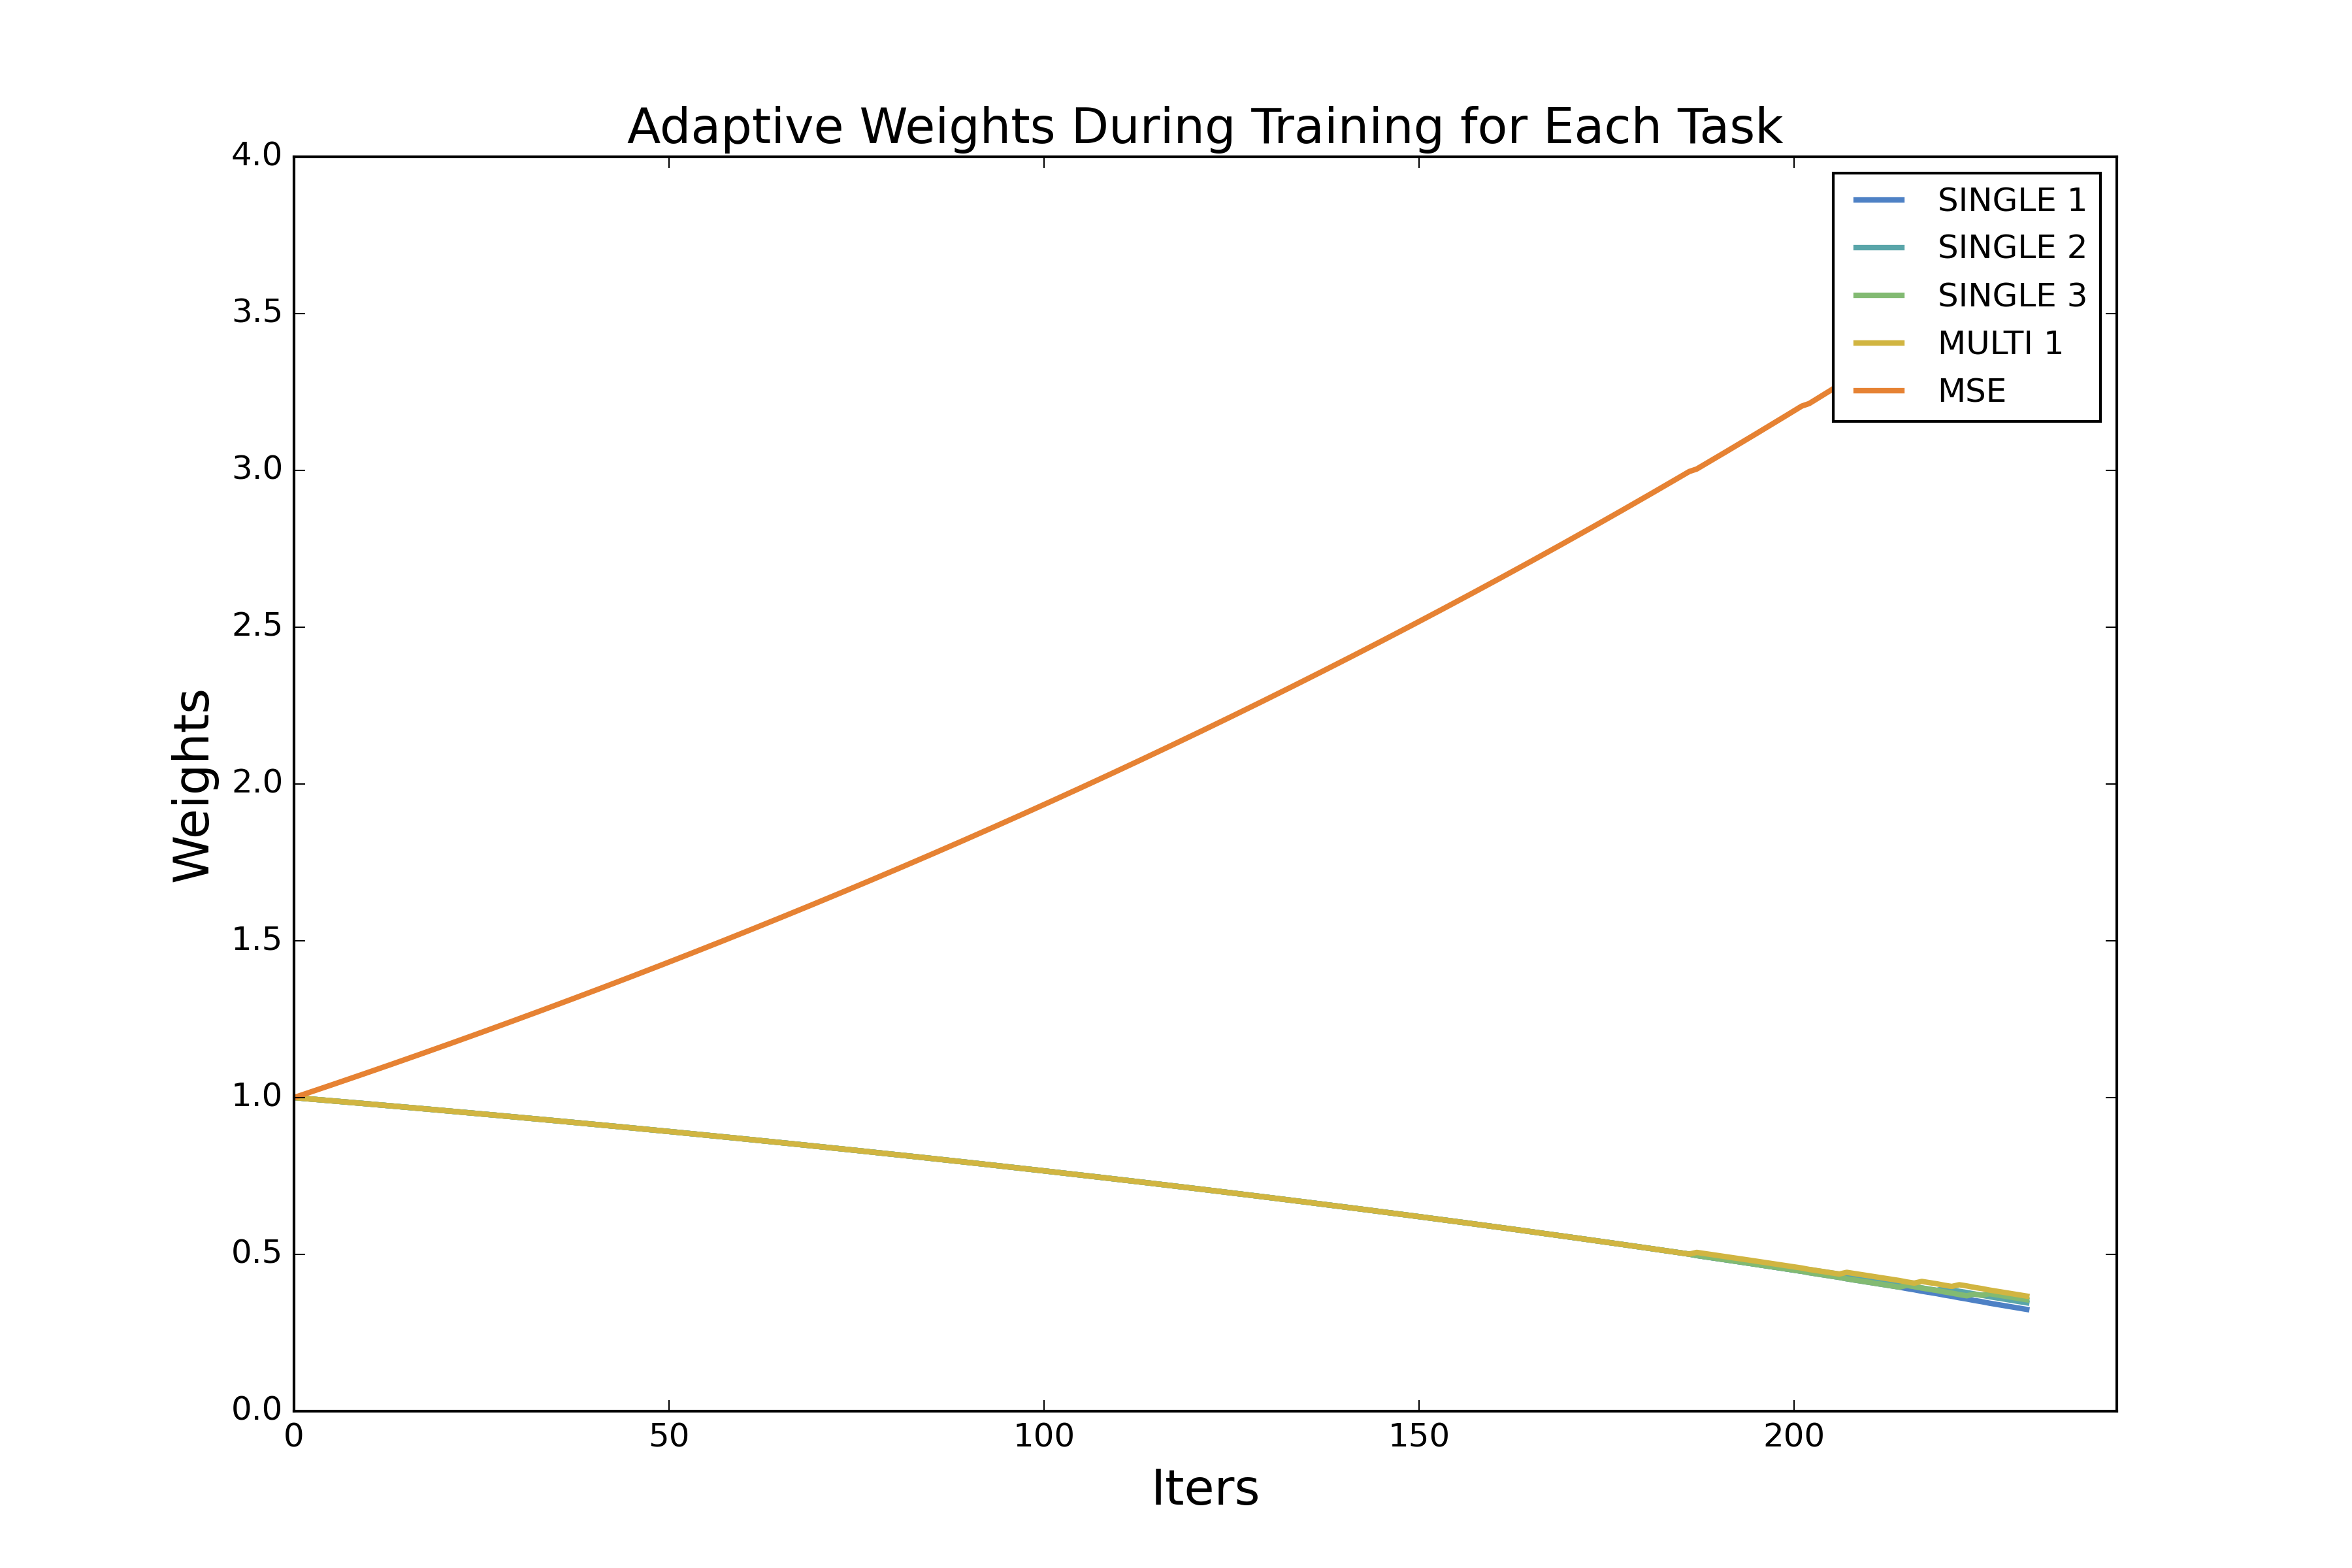 Adaptive Weights During Training for Each Task
4.0
3.5
3.0
2.5
2.0
1.5
1.0
0.5
0.0
Weights
SINGLE 1
SINGLE 2
SINGLE 3
MULTI 1
MSE
0 50 100 150 200
Iters